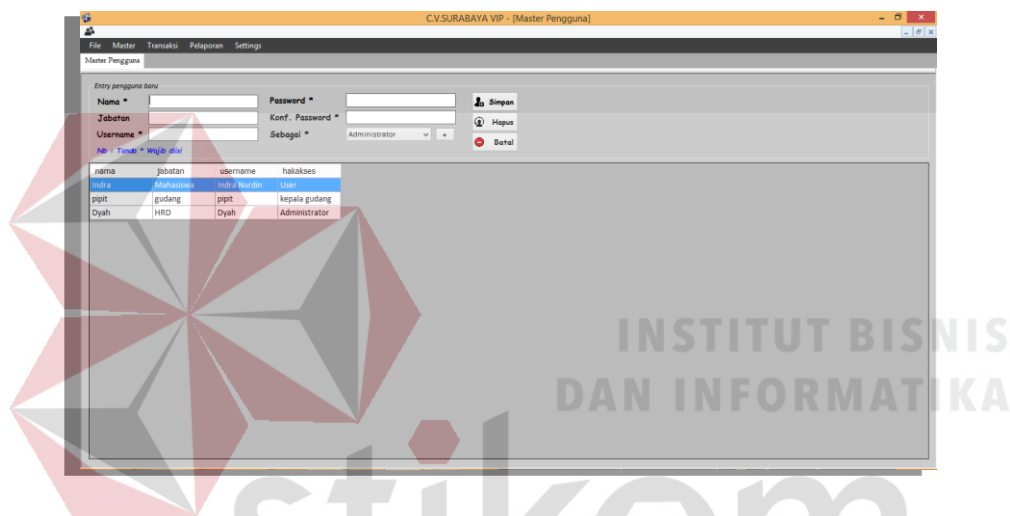 C.V.SURABAYA VIP - [Master Pengguna]
File Master Transaksi Pelaporan Settings
Master Pengguna
Entry pengguna baru
Nama * Password * Simpan
Jabatan Konf. Password * Hapus
Username * Sebagai * Administrator Batal
Nb : Tanda * Wajib diisi
nama jabatan username hakakses
Indra Mahasiswa Indra Nurdin User
pipit gudang pipit kepala gudang
Dyah HRD Dyah Administrator
INSTITUT BISNIS
DAN INFORMATIKA
stikom